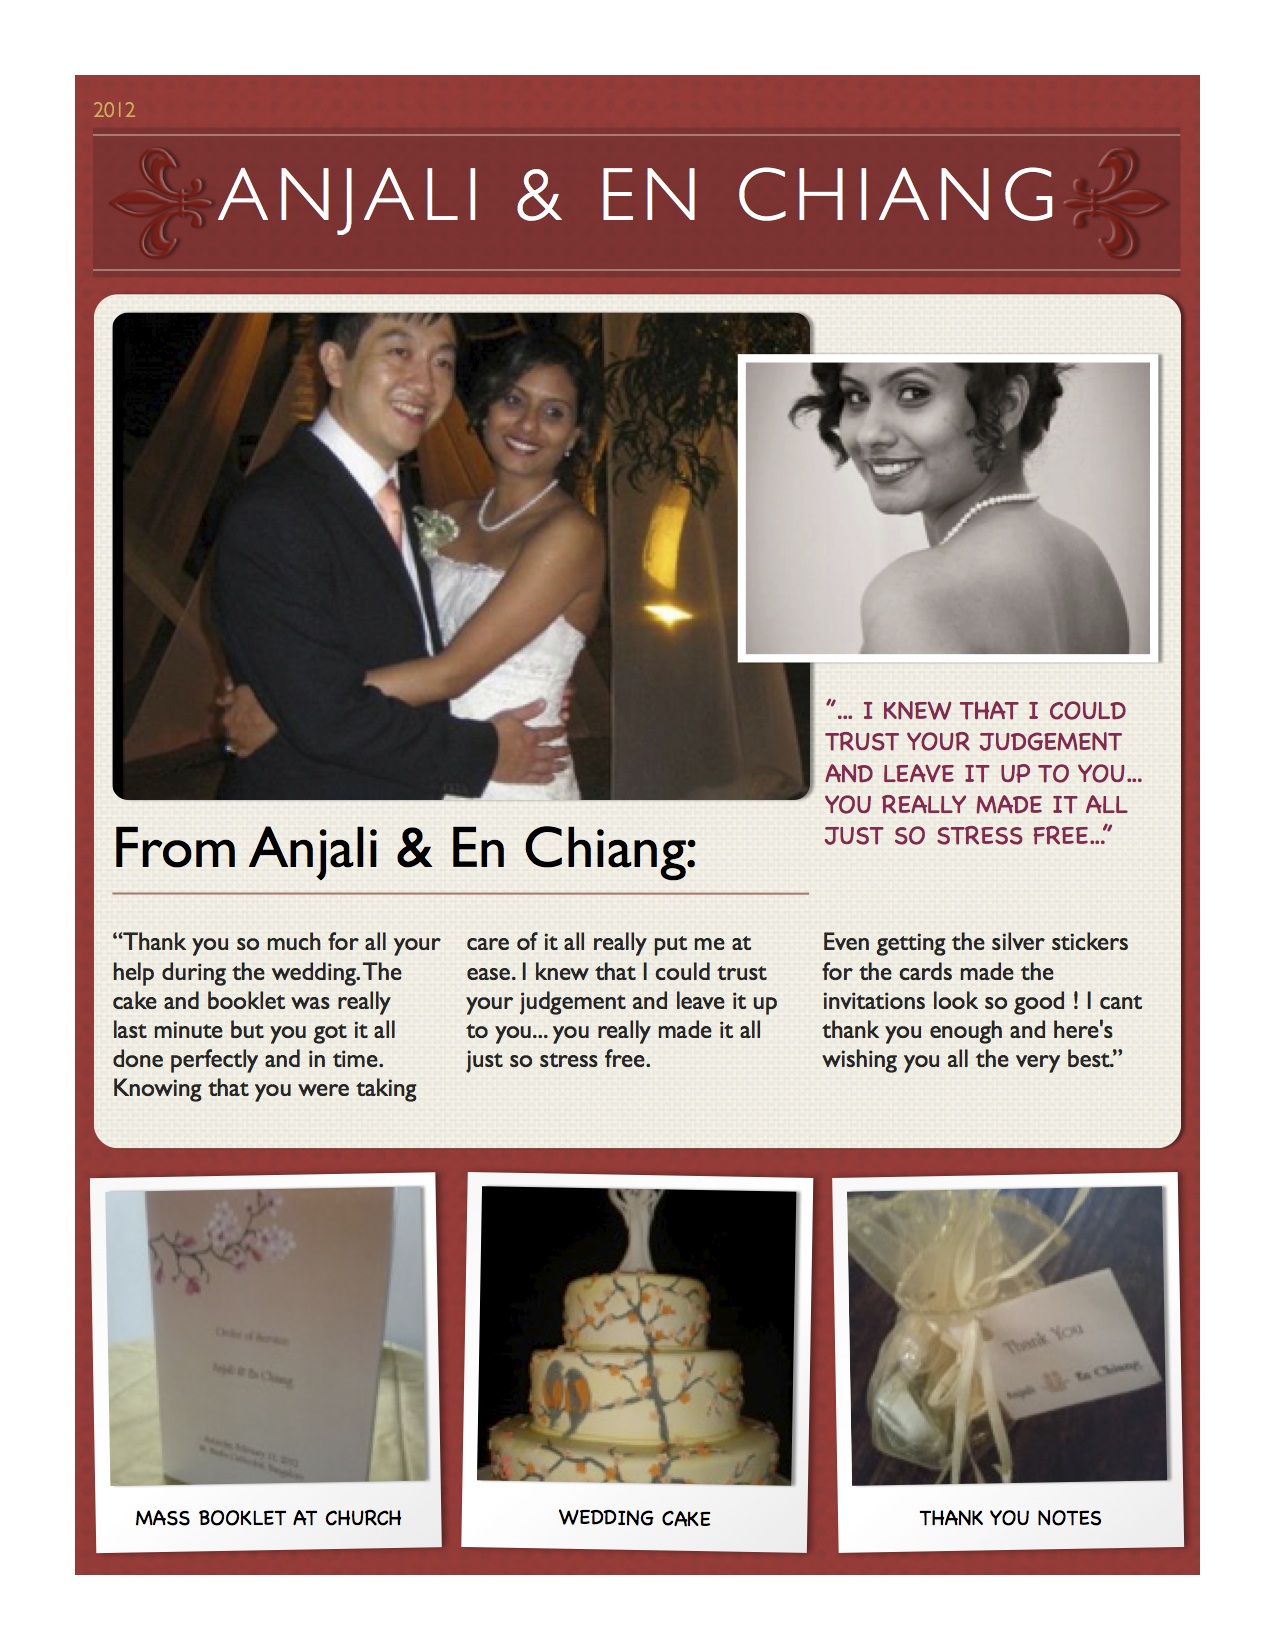 2012
ANJALI & EN CHIANG
"... I KNEW THAT I COULD
TRUST YOUR JUDGEMENT
AND LEAVE IT UP TO YOU...
YOU REALLY MADE IT ALL
JUST SO STRESS FREE..."
From Anjali & En Chiang:
“Thank you so much for all your
help during the wedding. The
cake and booklet was really
last minute but you got it all
done perfectly and in time.
Knowing that you were taking
care of it all really put me at
ease. I knew that I could trust
your judgement and leave it up
to you... you really made it all
just so stress free.
Even getting the silver stickers
for the cards made the
invitations look so good ! I cant
thank you enough and here's
wishing you all the very best.”
Order of Service
Anjali & En Chiang
MASS BOOKLET AT CHURCH
WEDDING CAKE
Thank You
Anjali En Chiang
THANK YOU NOTES